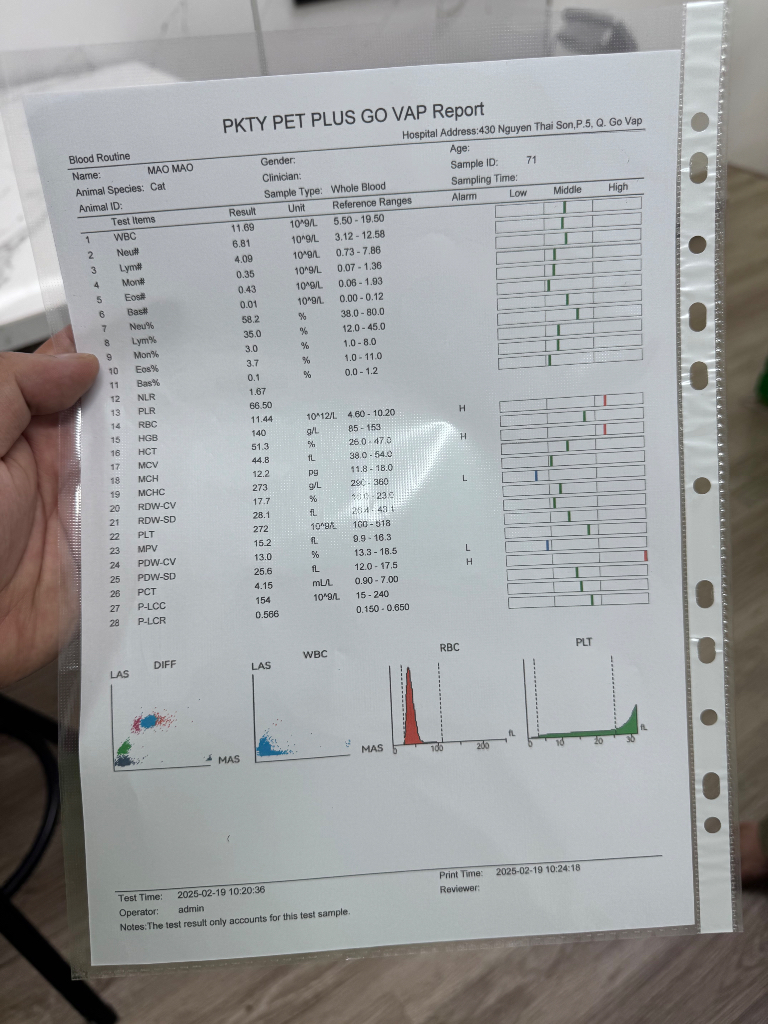 PKTY PET PLUS GO VAP Report
Hospital Address:430 Nguyen Thai Son,P.5, Q. Go Vap
Blood Routine
Name: MAO MAO Gender: Age:
Animal Species: Cat Clinician: Sample ID: 71
Animal ID: Sample Type: Whole Blood Sampling Time:
Test Items Result Unit Reference Ranges Alarm Low Middle High
1 WBC 11.69 10^9/L 5.50 - 19.50
2 Neu# 6.81 10^9/L 3.12 - 12.58
3 Lym# 4.09 10^9/L 0.73 - 7.86
4 Mon# 0.35 10^9/L 0.07 - 1.36
5 Eos# 0.43 10^9/L 0.06 - 1.93
6 Bas# 0.01 10^9/L 0.00 - 0.12
7 Neu% 58.2 % 38.0 - 80.0
8 Lym% 35.0 % 12.0 - 45.0
9 Mon% 3.0 % 1.0 - 8.0
10 Eos% 3.7 % 1.0 - 11.0
11 Bas% 0.1 % 0.0 - 1.2
12 NLR 1.67
13 PLR 66.50
14 RBC 11.44 10^12/L 4.60 - 10.20 H
15 HGB 140 g/L 85 - 153
16 HCT 51.3 % 26.0 - 47.0 H
17 MCV 44.8 fL 38.0 - 54.0
18 MCH 12.2 pg 11.8 - 18.0
19 MCHC 273 g/L 290 - 360 L
20 RDW-CV 17.7 % - 23.0
21 RDW-SD 28.1 fL
22 PLT 272 10^9/L 100 - 518
23 MPV 15.2 fL 9.9 - 16.3
24 PDW-CV 13.0 % 13.3 - 18.5 L
25 PDW-SD 25.6 fL 12.0 - 17.5 H
26 PCT 4.15 mL/L 0.90 - 7.00
27 P-LCC 154 10^9/L 15 - 240
28 P-LCR 0.566 0.150 - 0.650
DIFF WBC RBC PLT
LAS LAS
MAS MAS
0 100 200 fL
0 10 20 30 fL
Test Time: 2025-02-19 10:20:36 Print Time: 2025-02-19 10:24:18
Operator: admin Reviewer:
Notes:The test result only accounts for this test sample.